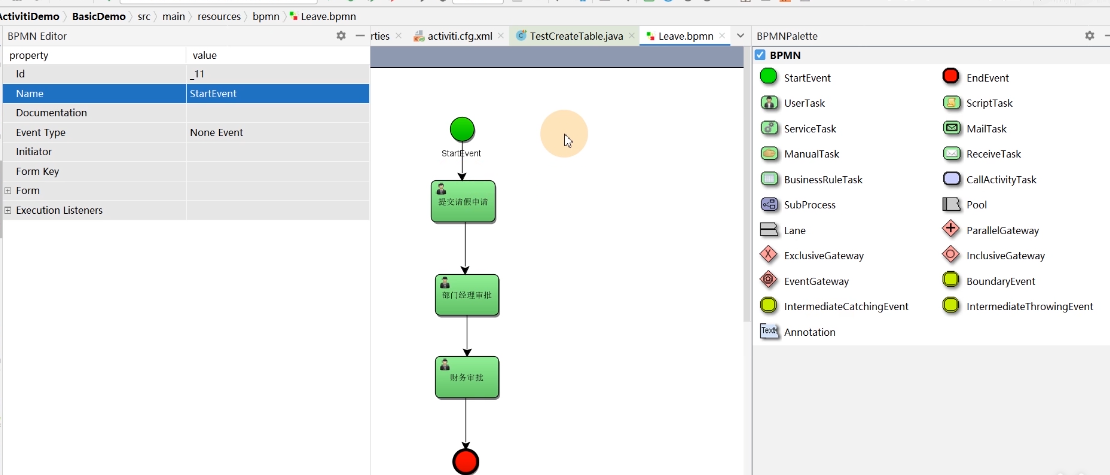 ActivitiDemo BasicDemo src main resources bpmn Leave.bpmn
BPMN Editor
rties activiti.cfg.xml TestCreateTable.java Leave.bpmn
BPMNPalette
property value
Id _11
Name StartEvent
Documentation
Event Type None Event
Initiator
Form Key
Form
Execution Listeners
StartEvent
提交请假申请
部门经理审批
财务审批
BPMN
StartEvent EndEvent
UserTask ScriptTask
ServiceTask MailTask
ManualTask ReceiveTask
BusinessRuleTask CallActivityTask
SubProcess Pool
Lane ParallelGateway
ExclusiveGateway InclusiveGateway
EventGateway BoundaryEvent
IntermediateCatchingEvent IntermediateThrowingEvent
Text Annotation